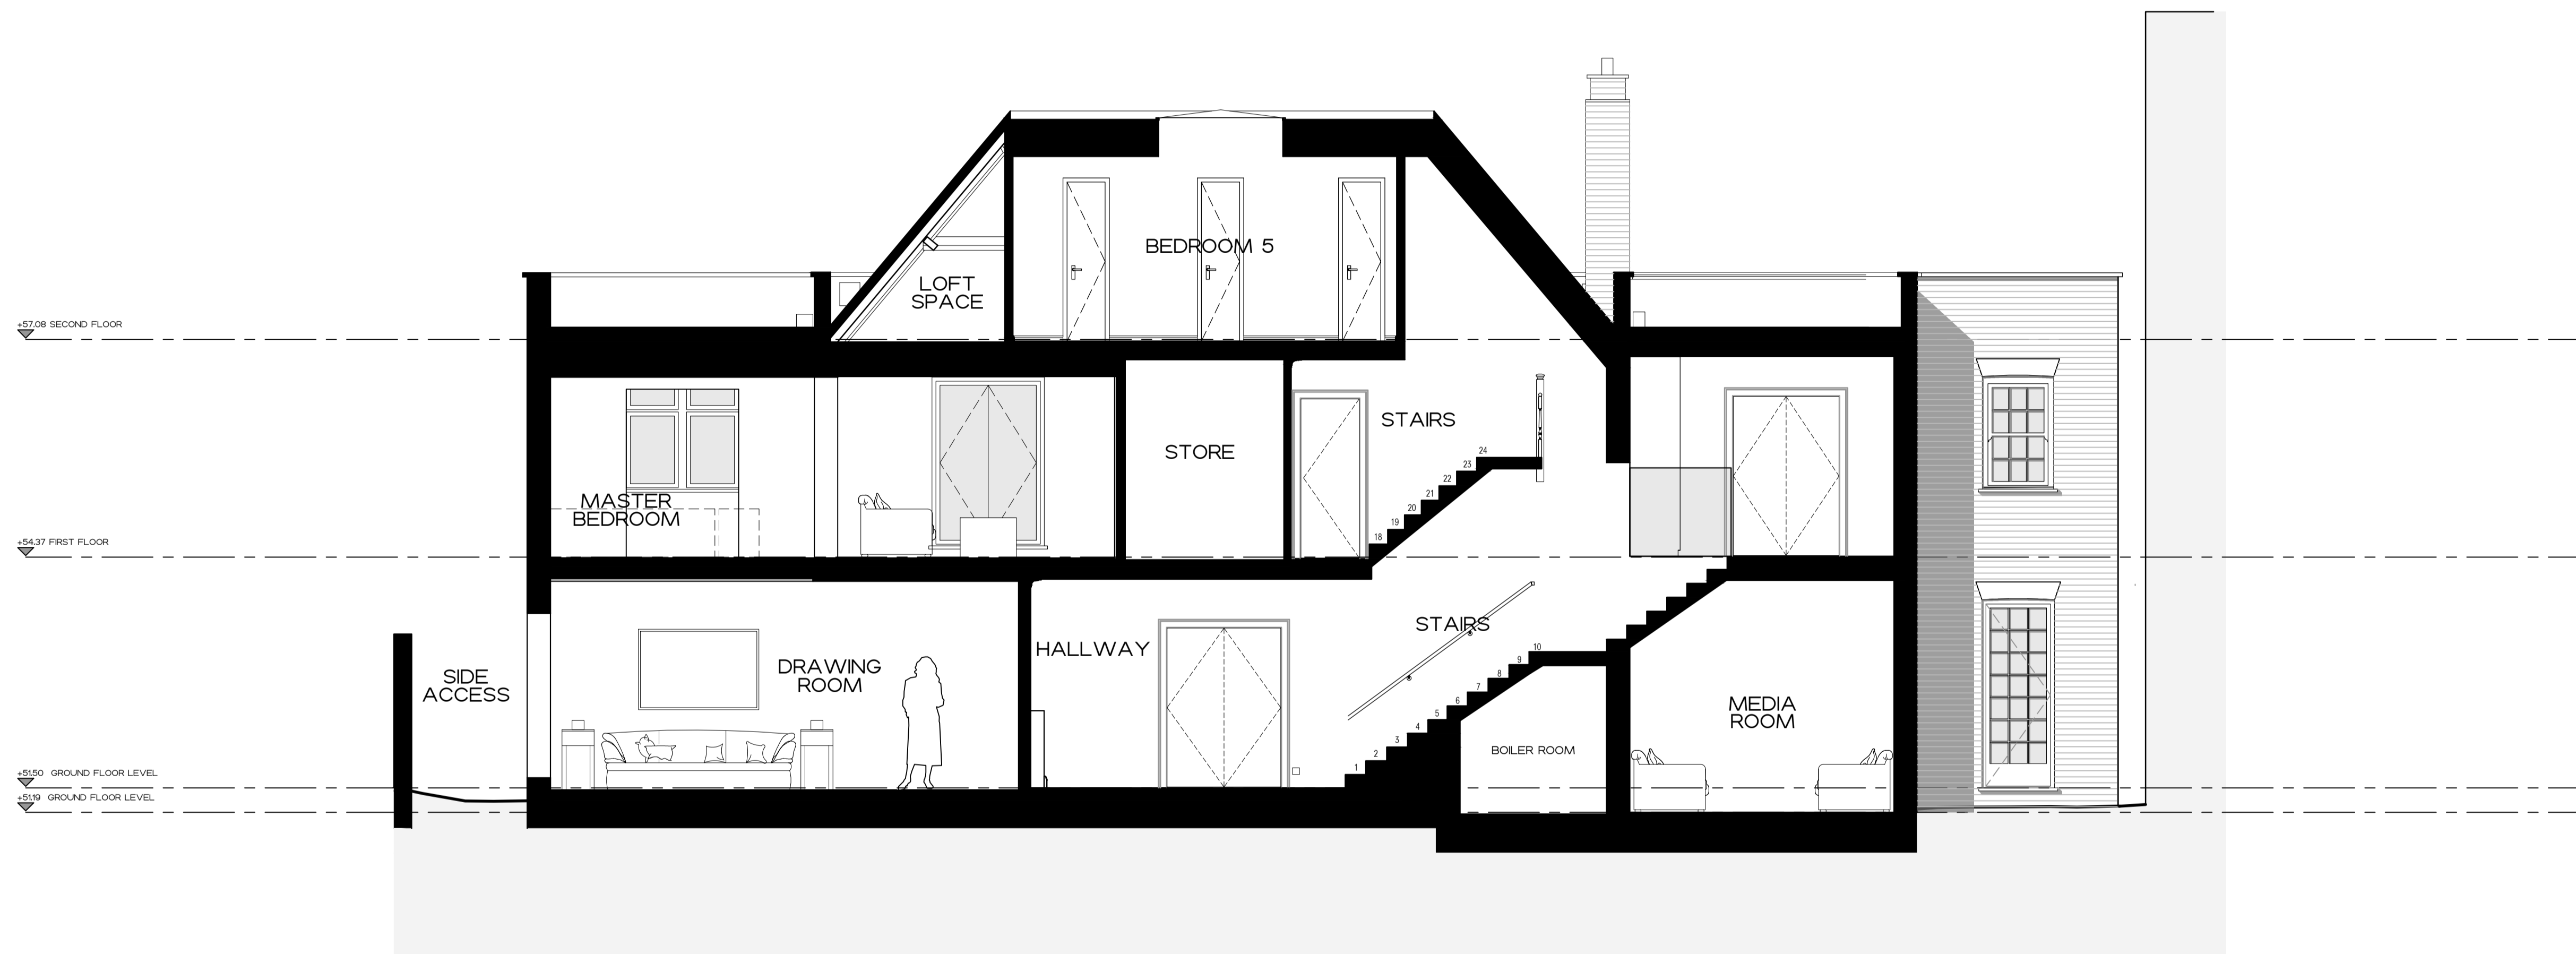 BEDROOM 5
LOFT
SPACE
+57.08 SECOND FLOOR
STAIRS
STORE
24
23
22
21
20
19
18
MASTER
BEDROOM
+54.37 FIRST FLOOR
STAIRS
HALLWAY
10
9
8
7
6
5
4
3
2
1
DRAWING
ROOM
SIDE
ACCESS
MEDIA
ROOM
BOILER ROOM
+51.50 GROUND FLOOR LEVEL
+51.19 GROUND FLOOR LEVEL